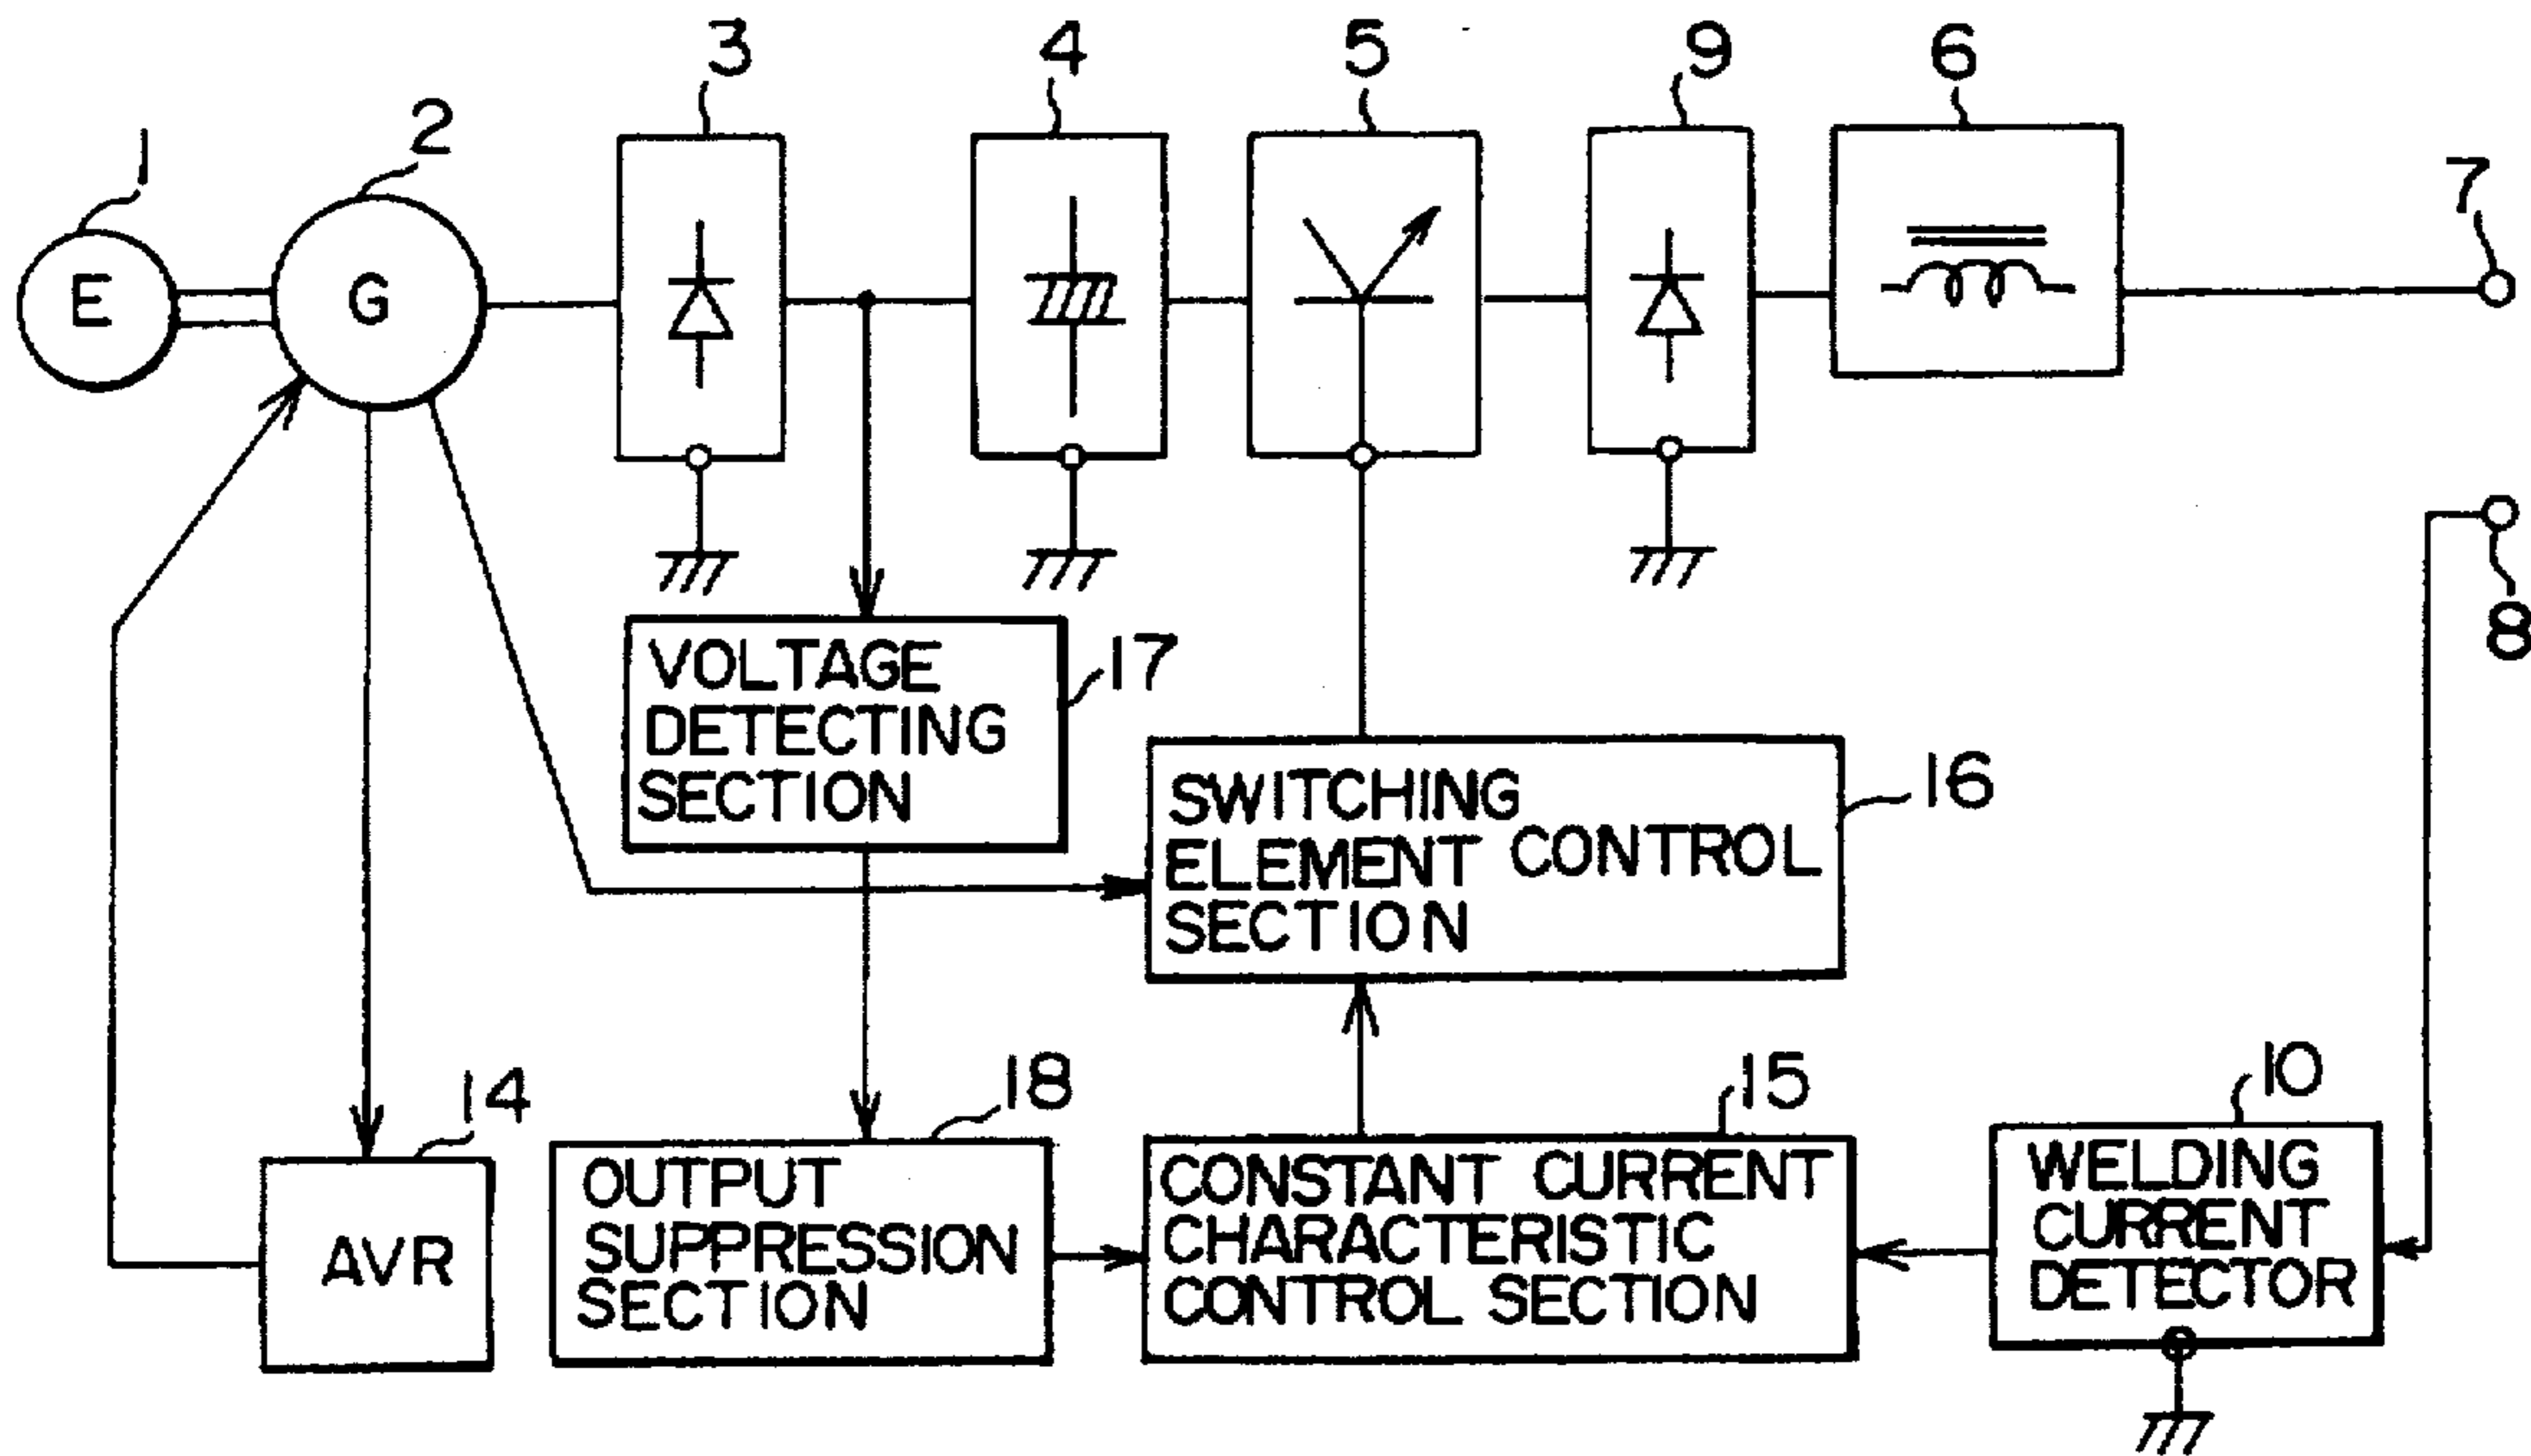 1
2
3
4
5
9
6
7
E
G
8
VOLTAGE
DETECTING
SECTION
17
SWITCHING
ELEMENT CONTROL
SECTION
16
14
AVR
18
OUTPUT
SUPPRESSION
SECTION
15
CONSTANT CURRENT
CHARACTERISTIC
CONTROL SECTION
10
WELDING
CURRENT
DETECTOR